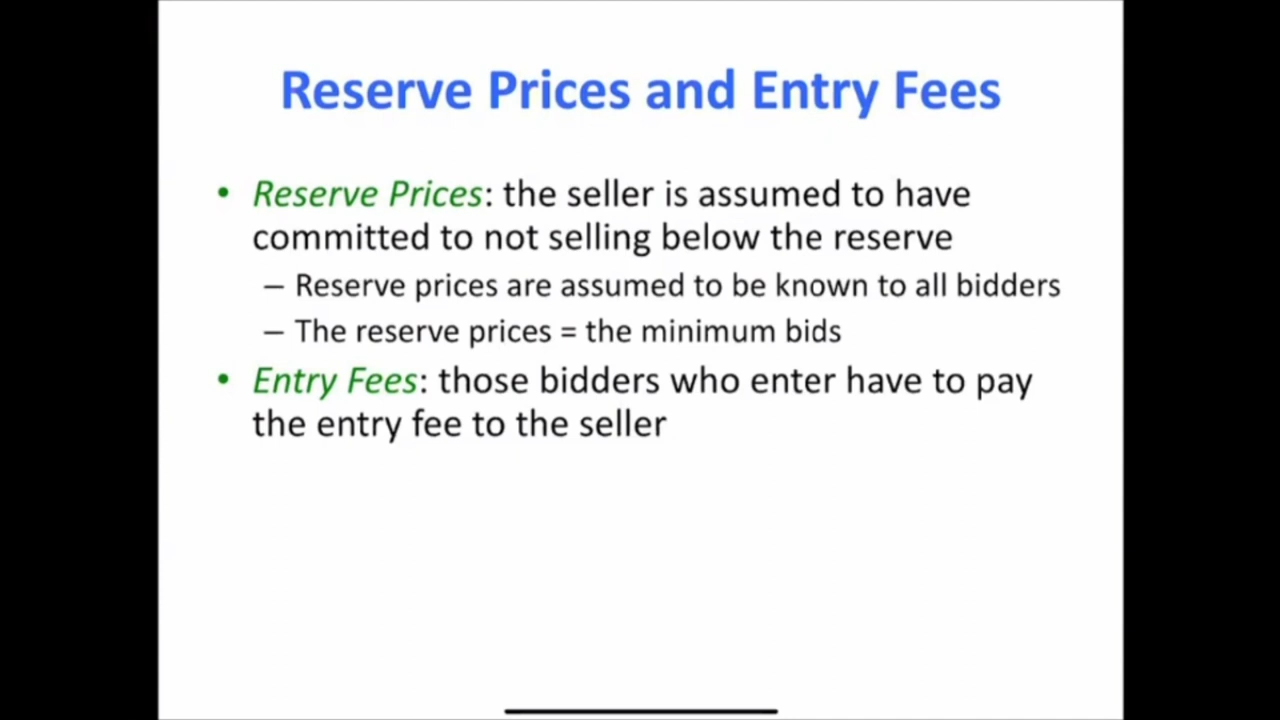 Reserve Prices and Entry Fees
• Reserve Prices: the seller is assumed to have
committed to not selling below the reserve
– Reserve prices are assumed to be known to all bidders
– The reserve prices = the minimum bids
• Entry Fees: those bidders who enter have to pay
the entry fee to the seller